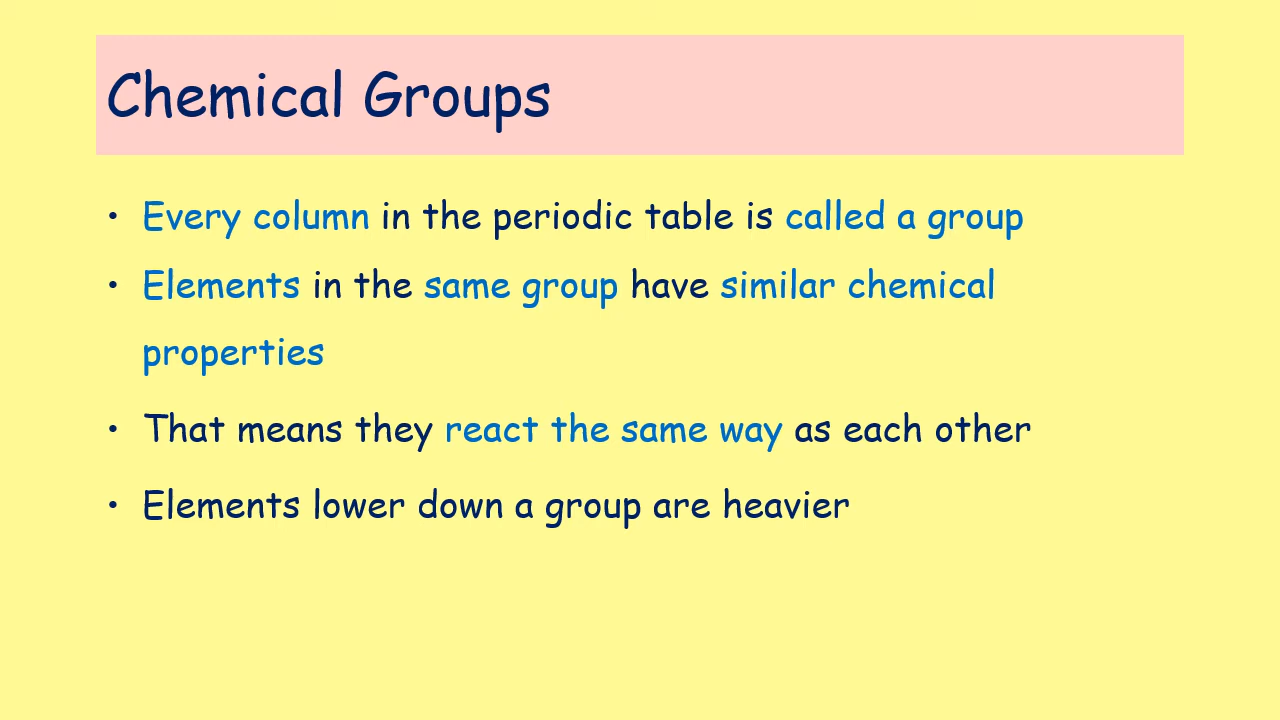 Chemical Groups
• Every column in the periodic table is called a group
• Elements in the same group have similar chemical
properties
• That means they react the same way as each other
• Elements lower down a group are heavier